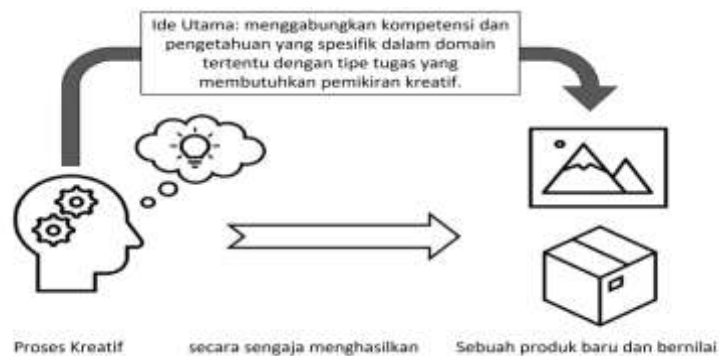 Ide Utama: menggabungkan kompetensi dan
pengetahuan yang spesifik dalam domain
tertentu dengan tipe tugas yang
membutuhkan pemikiran kreatif.
Proses Kreatif
secara sengaja menghasilkan
Sebuah produk baru dan bernilai